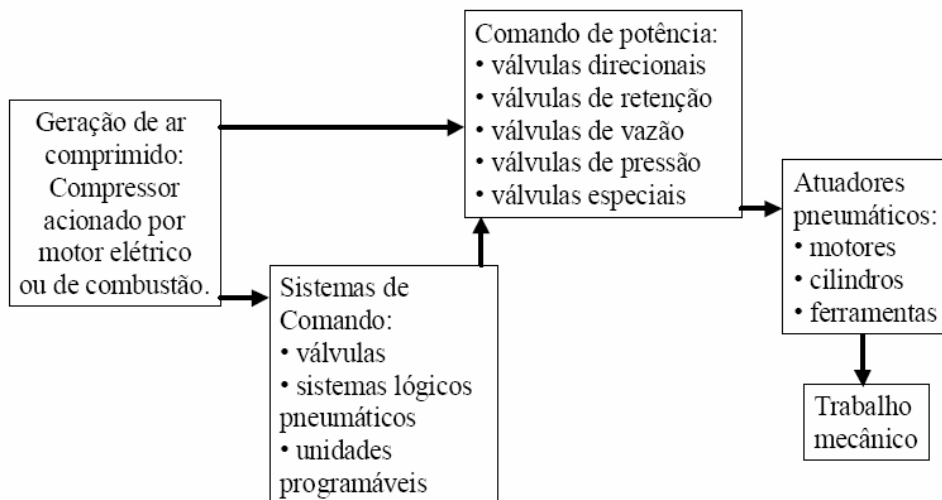 Geração de ar
comprimido:
Compressor
acionado por
motor elétrico
ou de combustão.
Comando de potência:
• válvulas direcionais
• válvulas de retenção
• válvulas de vazão
• válvulas de pressão
• válvulas especiais
Sistemas de
Comando:
• válvulas
• sistemas lógicos
pneumáticos
• unidades
programáveis
Atuadores
pneumáticos:
• motores
• cilindros
• ferramentas
Trabalho
mecânico